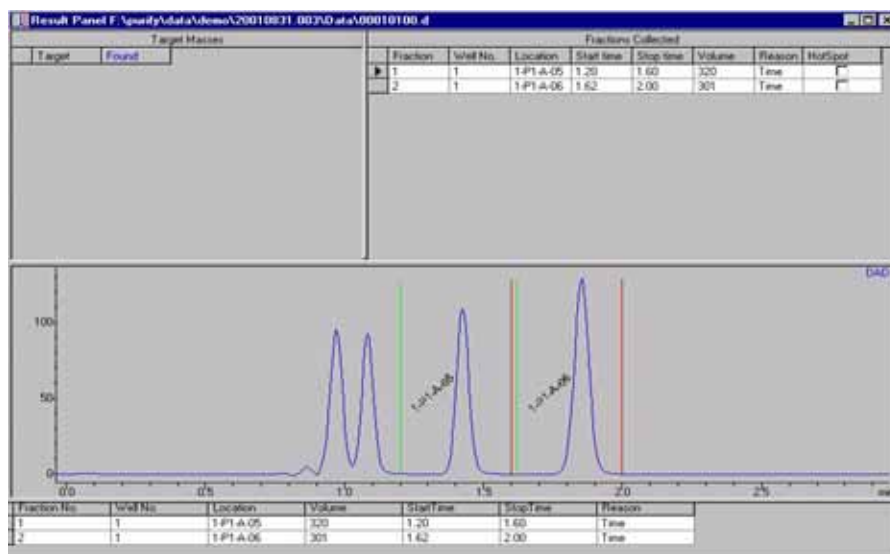 Result Panel F:\purify\data\demo\20010831.003\Data\00010100.d
Target Masses
Target Found
Fractions Collected
Fraction Well No. Location Start time Stop time Volume Reason HotSpot
1 1 1-P1-A-05 1.20 1.60 320 Time
2 1 1-P1-A-06 1.62 2.00 301 Time
DAD
100
50
0
1-P1-A-05
1-P1-A-06
0.0 0.5 1.0 1.5 2.0 2.5
Fraction No. Well No. Location Volume StartTime StopTime Reason
1 1 1-P1-A-05 320 1.20 1.60 Time
2 1 1-P1-A-06 301 1.62 2.00 Time